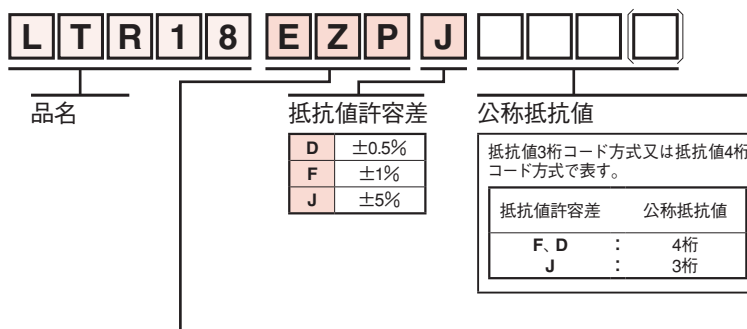 LTR18 EZP J
品名
抵抗値許容差
D ±0.5%
F ±1%
J ±5%
公称抵抗値
抵抗値3桁コード方式又は抵抗値4桁
コード方式で表す。
抵抗値許容差 公称抵抗値
F、D : 4桁
J : 3桁